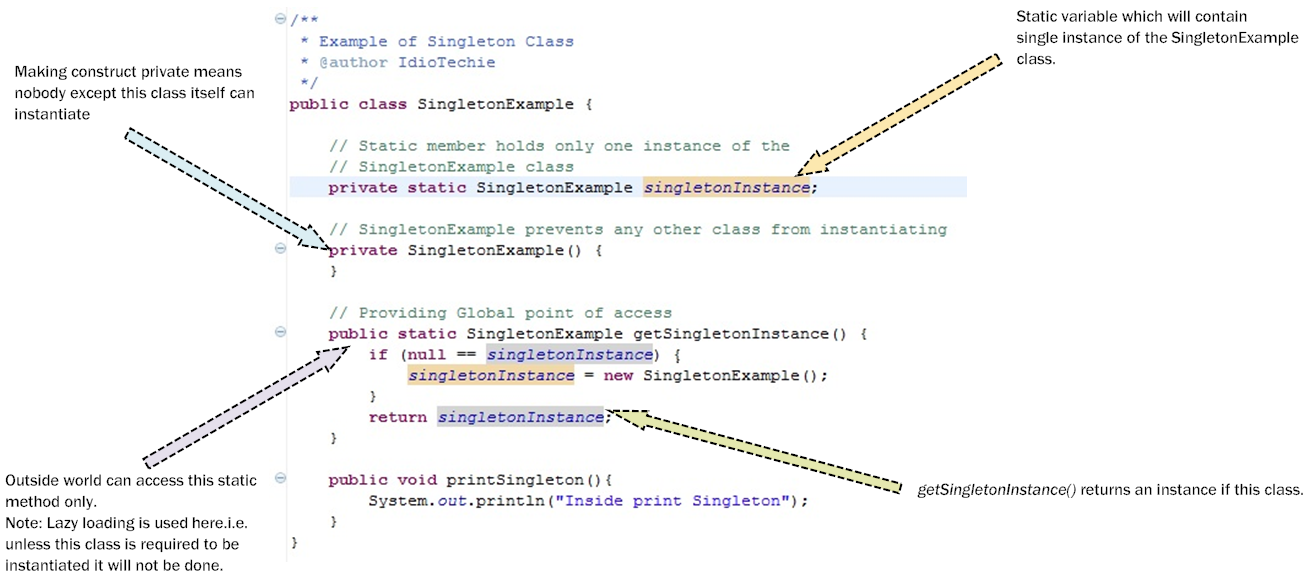 Static variable which will contain
single instance of the SingletonExample
class.
Making construct private means
nobody except this class itself can
instantiate
/**
* Example of Singleton Class
* @author IdioTechie
*/
public class SingletonExample {
// Static member holds only one instance of the
// SingletonExample class
private static SingletonExample singletonInstance;
// SingletonExample prevents any other class from instantiating
private SingletonExample() {
}
// Providing Global point of access
public static SingletonExample getSingletonInstance() {
if (null == singletonInstance) {
singletonInstance = new SingletonExample();
}
return singletonInstance;
}
public void printSingleton(){
System.out.println("Inside print Singleton");
}
}
Outside world can access this static
method only.
Note: Lazy loading is used here.i.e.
unless this class is required to be
instantiated it will not be done.
getSingletonInstance() returns an instance if this class.